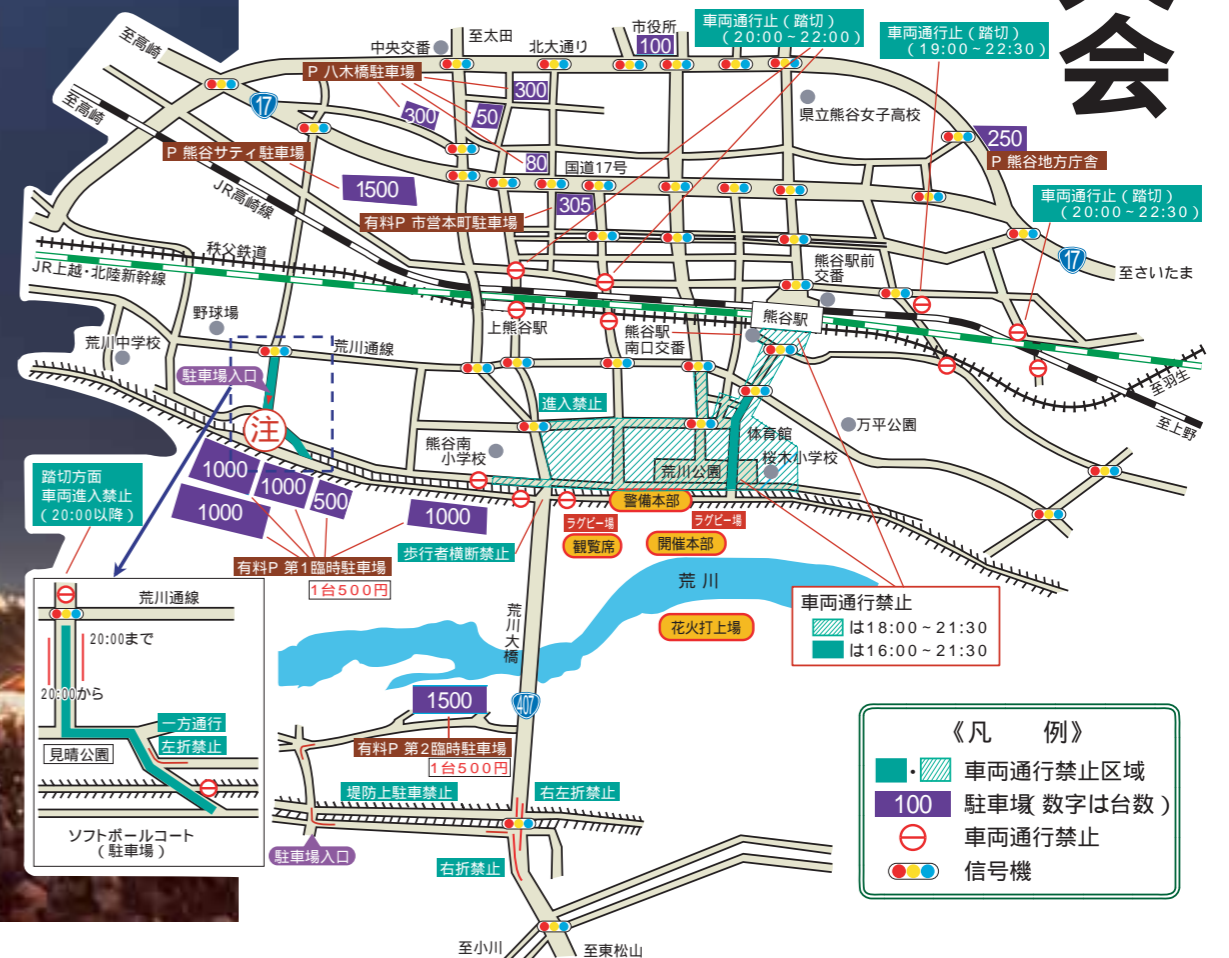 大
会
車両通行止(踏切)
(20:00~22:00)
車両通行止(踏切)
(19:00~22:30)
市役所
100
至太田
北大通り
中央交番
至高崎
P 八木橋駐車場
300
300
50
80
県立熊谷女子高校
250
P 熊谷地方庁舎
17
至高崎
P 熊谷サティ駐車場
1500
国道17号
305
有料P 市営本町駐車場
車両通行止(踏切)
(20:00~22:30)
JR高崎線
秩父鉄道
JR上越・北陸新幹線
熊谷駅前
交番
17
至さいたま
野球場
荒川中学校
荒川通線
上熊谷駅
熊谷駅
南口交番
熊谷駅
駐車場入口
至羽生
至上野
注
進入禁止
熊谷南
小学校
体育館
万平公園
荒川公園
桜木小学校
踏切方面
車両進入禁止
(20:00以降)
1000
1000
500
1000
1000
警備本部
ラグビー場
観覧席
ラグビー場
開催本部
歩行者横断禁止
有料P 第1臨時駐車場
1台500円
荒川
花火打上場
荒川大橋
車両通行禁止
は18:00~21:30
は16:00~21:30
荒川通線
20:00まで
20:00から
一方通行
左折禁止
見晴公園
ソフトボールコート
(駐車場)
1500
407
有料P 第2臨時駐車場
1台500円
堤防上駐車禁止
右左折禁止
駐車場入口
右折禁止
至小川
至東松山
《凡 例》
・ 車両通行禁止区域
100 駐車場(数字は台数)
車両通行禁止
信号機